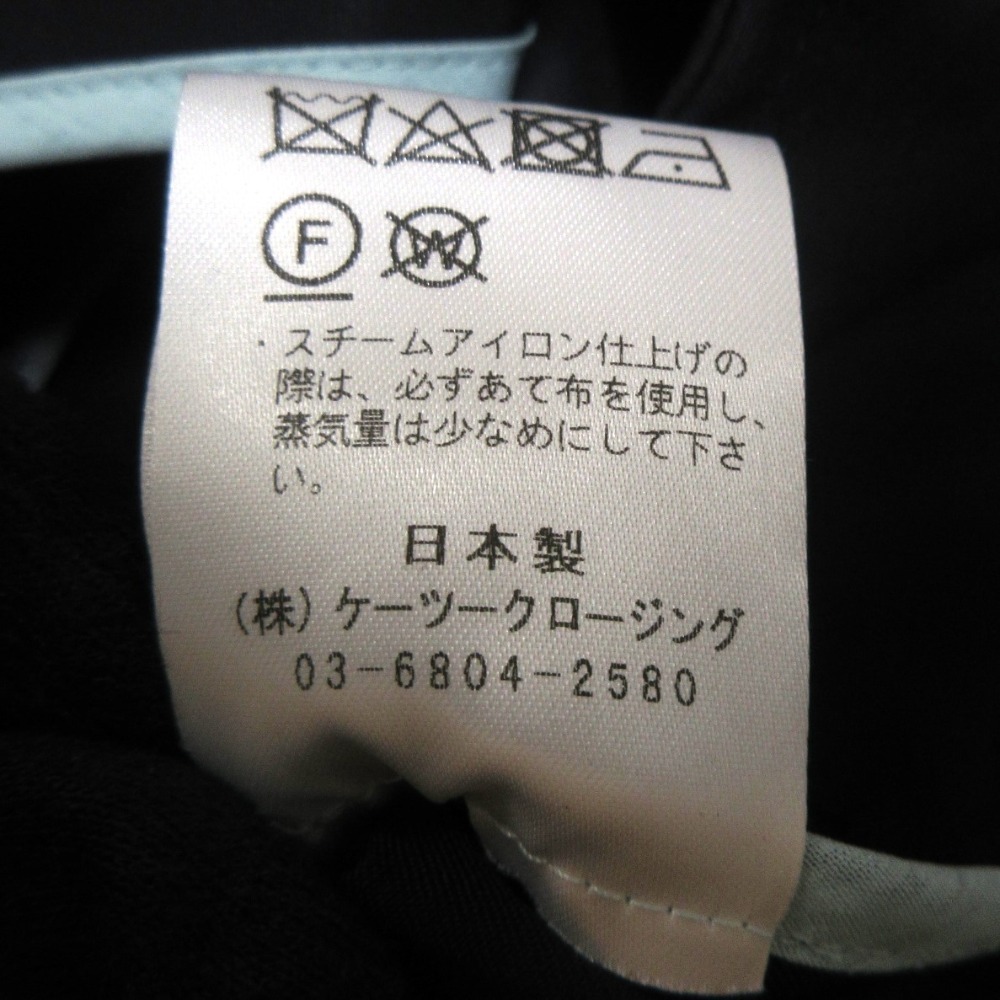 F W
・スチームアイロン仕上げの
際は、必ずあて布を使用し、
蒸気量は少なめにして下さ
い。
日本製
(株)ケーツークロージング
03-6804-2580